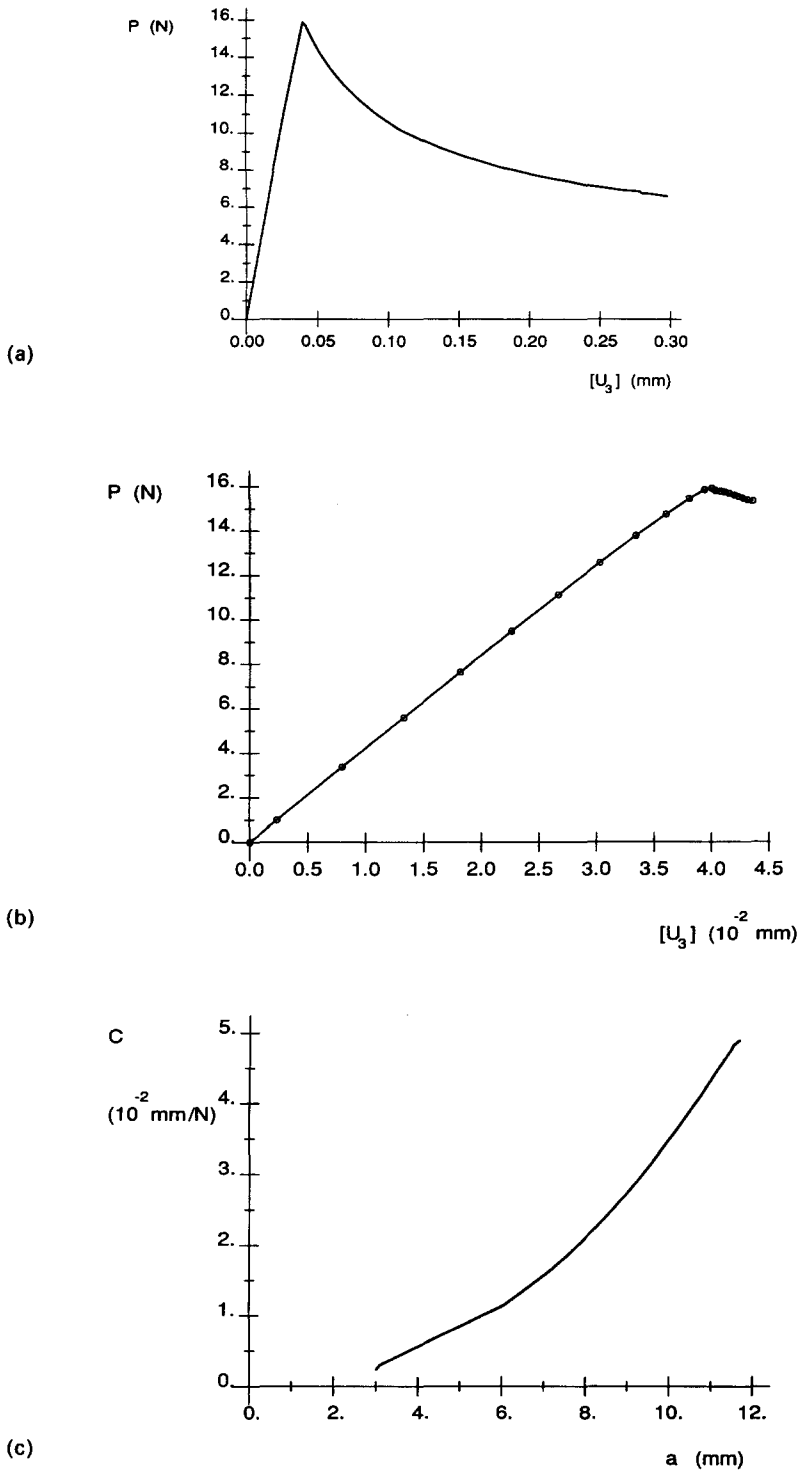 P (N)
16.
14.
12.
10.
8.
6.
4.
2.
0.
0.00 0.05 0.10 0.15 0.20 0.25 0.30
(a)
[U3] (mm)
P (N)
16.
14.
12.
10.
8.
6.
4.
2.
0.
0.0 0.5 1.0 1.5 2.0 2.5 3.0 3.5 4.0 4.5
(b)
[U3] (10-2 mm)
C
(10-2 mm/N)
5.
4.
3.
2.
1.
0.
0. 2. 4. 6. 8. 10. 12.
(c)
a (mm)